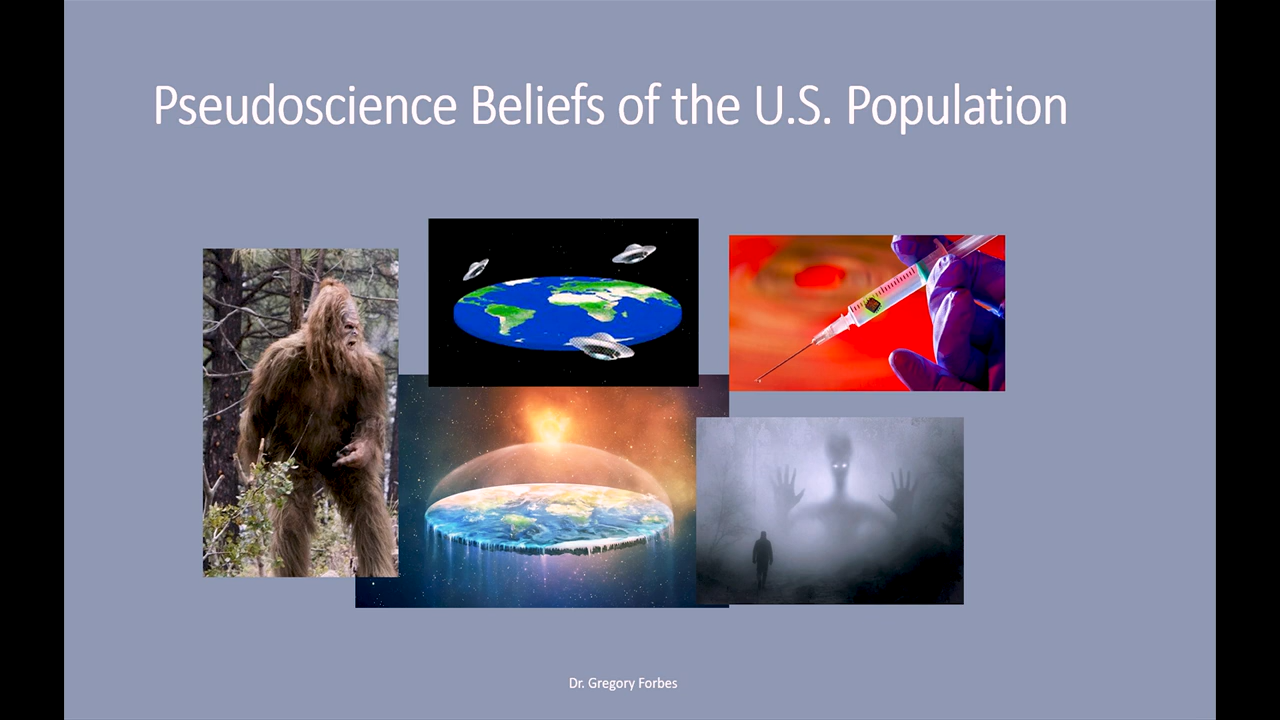 Pseudoscience Beliefs of the U.S. Population
Dr. Gregory Forbes